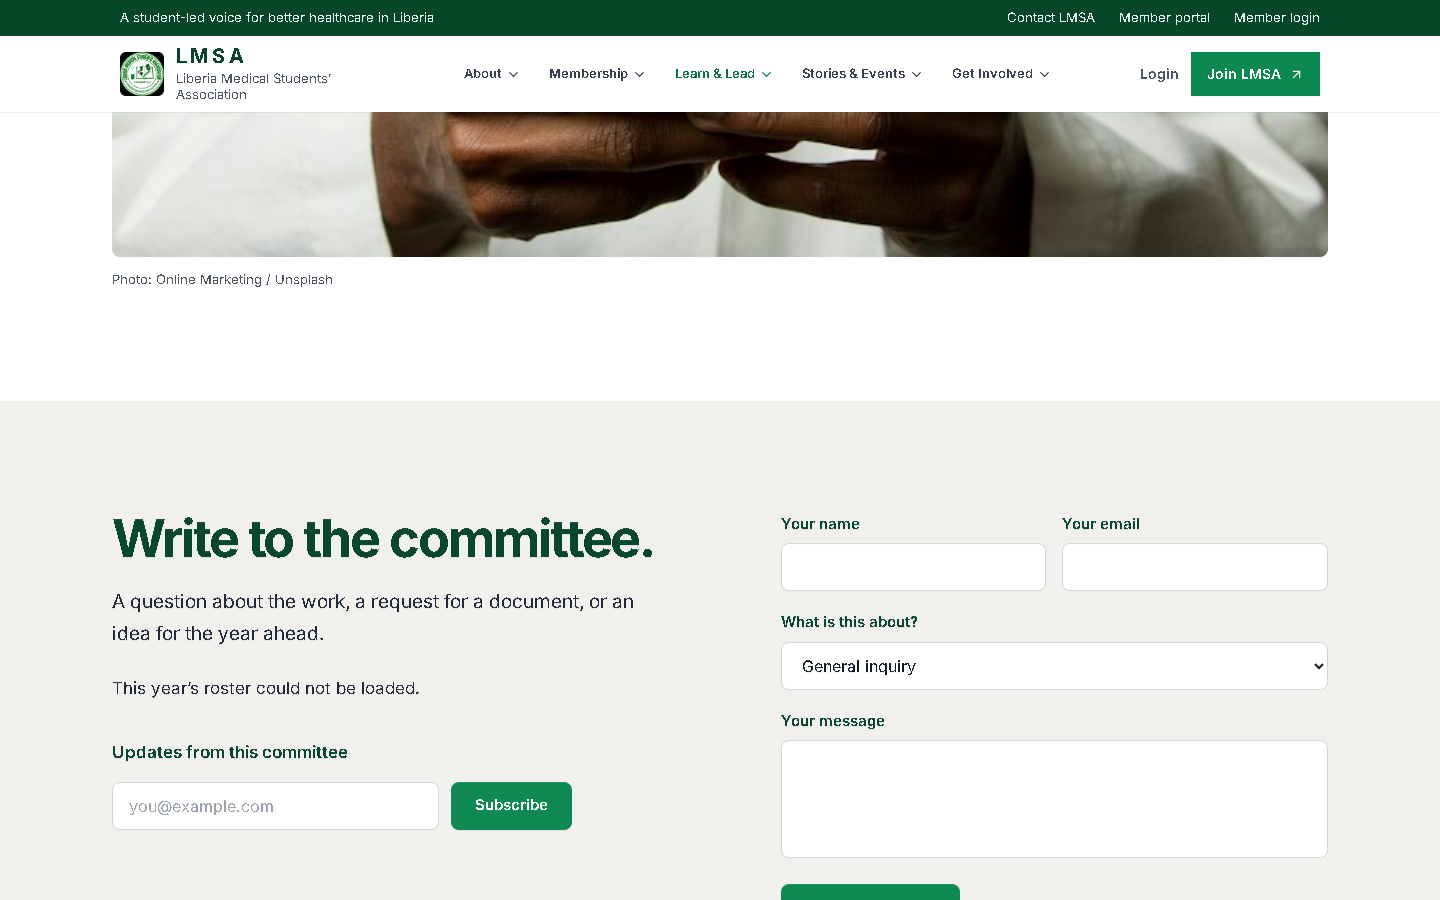 A student-led voice for better healthcare in Liberia
Contact LMSA Member portal Member login
LMSA
Liberia Medical Students’
Association
About Membership Learn & Lead Stories & Events Get Involved
Login Join LMSA
Photo: Online Marketing / Unsplash
Write to the committee.
A question about the work, a request for a document, or an
idea for the year ahead.
This year’s roster could not be loaded.
Updates from this committee
you@example.com Subscribe
Your name Your email
What is this about?
General inquiry
Your message